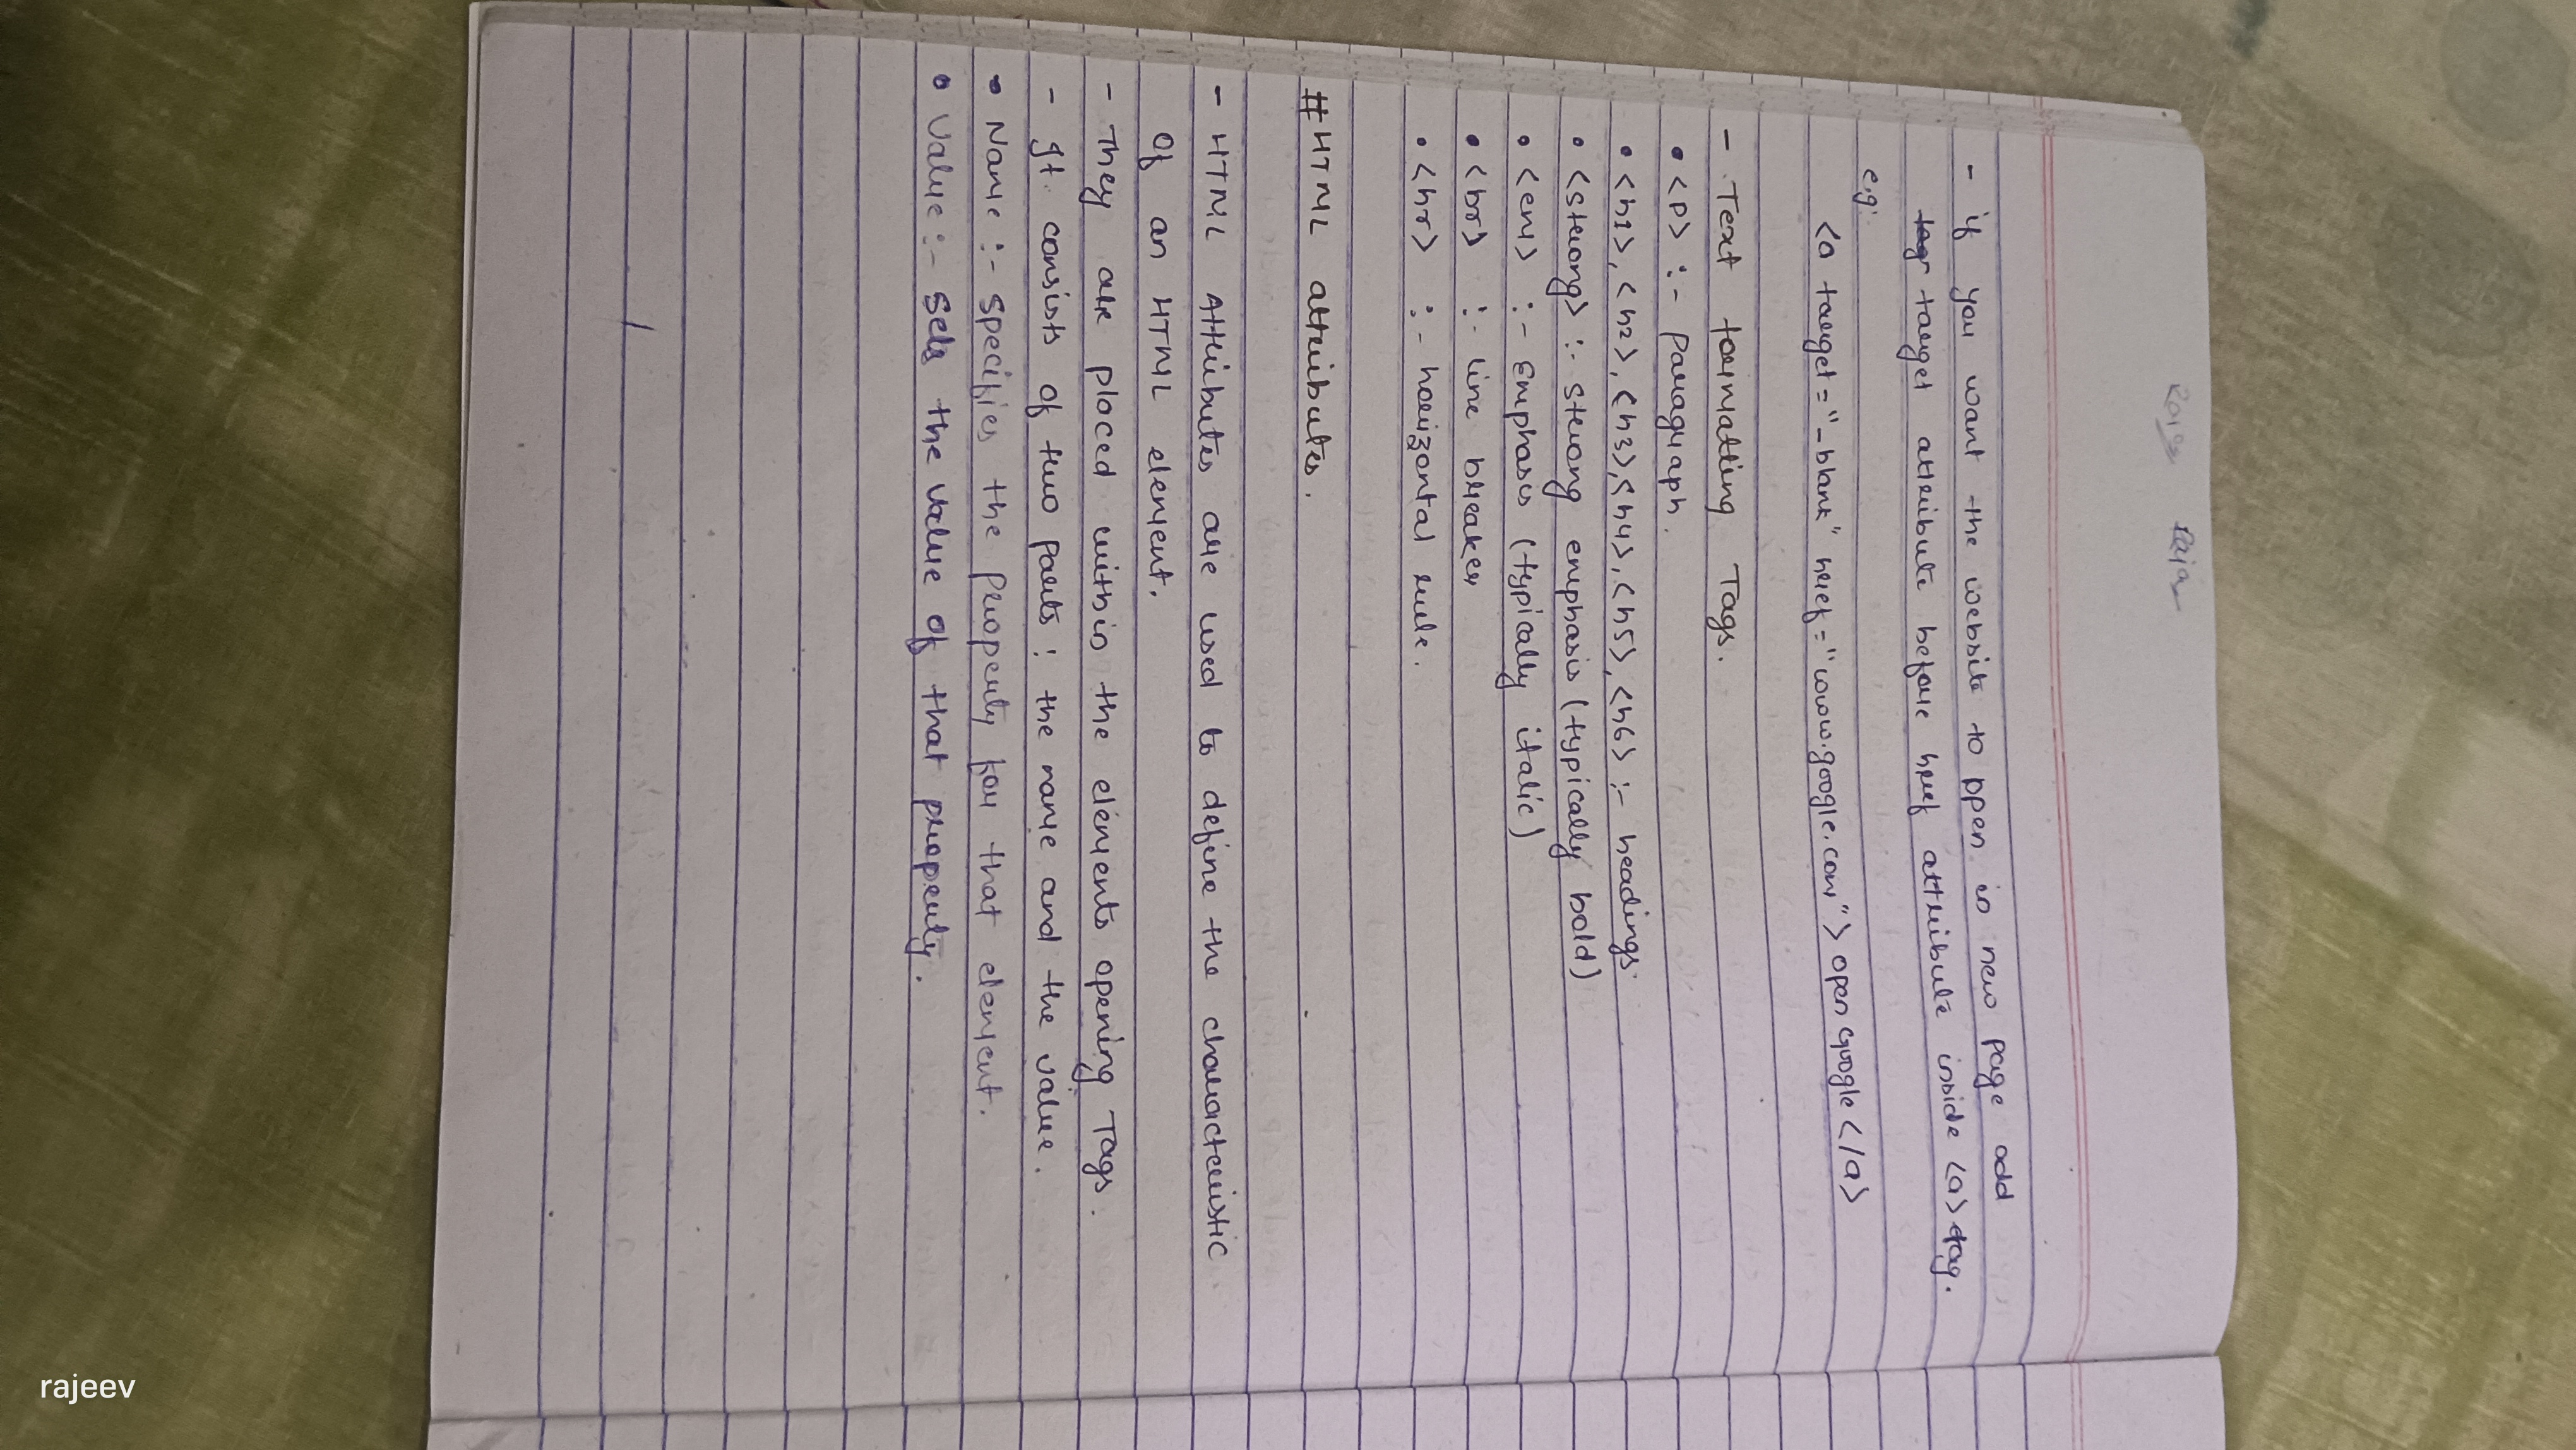 Raja Raja
- if you want the website to open in new page add
tag target attribute before href attribute inside <a> tag.
e.g:
<a target="_blank" href="www.google.com"> open Google </a>
- Text formatting Tags.
• <p> :- paragraph.
• <h1>, <h2>, <h3>, <h4>, <h5>, <h6> :- headings.
• <strong> :- strong emphasis (typically bold)
• <em> :- Emphasis (typically italic)
• <br> :- line breaker
• <hr> :- horizontal rule.
# HTML attributes.
- HTML Attributes are used to define the characteristic
of an HTML element.
- They are placed within the elements opening Tags.
- It consists of two parts : the name and the value.
• Name :- specifies the property for that element.
• Value :- sets the value of that property.
rajeev